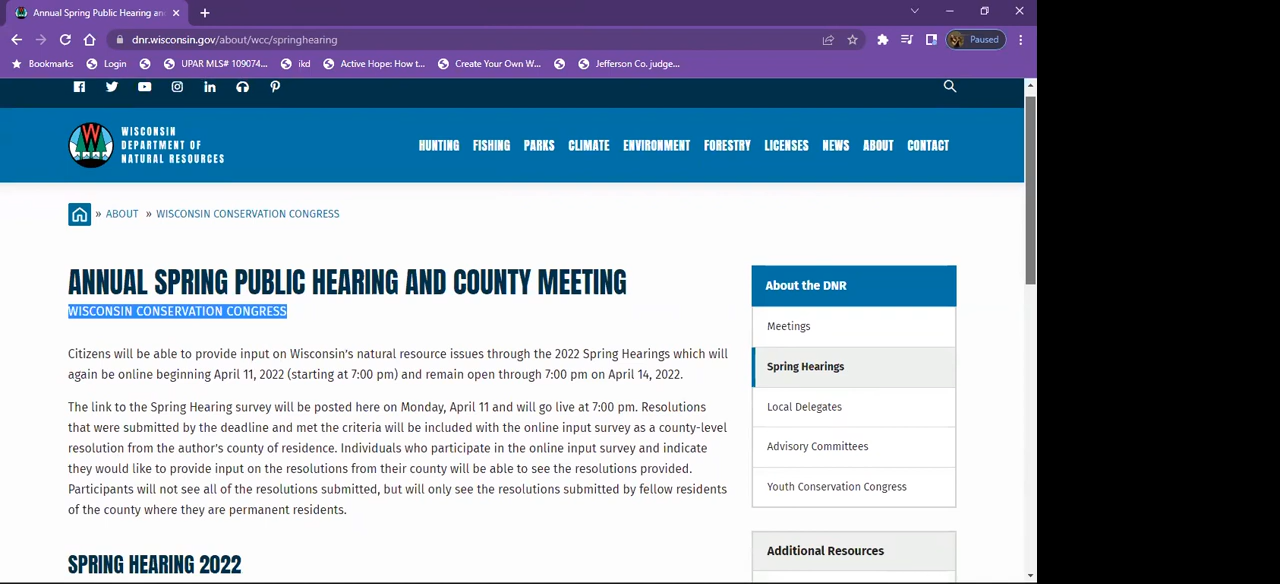 Annual Spring Public Hearing an
dnr.wisconsin.gov/about/wcc/springhearing
Paused
Bookmarks
Login
UPAR MLS# 109074...
ikd
Active Hope: How t...
Create Your Own W...
Jefferson Co. judge...
WISCONSIN
DEPARTMENT OF
NATURAL RESOURCES
HUNTING FISHING PARKS CLIMATE ENVIRONMENT FORESTRY LICENSES NEWS ABOUT CONTACT
» ABOUT » WISCONSIN CONSERVATION CONGRESS
ANNUAL SPRING PUBLIC HEARING AND COUNTY MEETING
WISCONSIN CONSERVATION CONGRESS
Citizens will be able to provide input on Wisconsin's natural resource issues through the 2022 Spring Hearings which will
again be online beginning April 11, 2022 (starting at 7:00 pm) and remain open through 7:00 pm on April 14, 2022.
The link to the Spring Hearing survey will be posted here on Monday, April 11 and will go live at 7:00 pm. Resolutions
that were submitted by the deadline and met the criteria will be included with the online input survey as a county-level
resolution from the author's county of residence. Individuals who participate in the online input survey and indicate
they would like to provide input on the resolutions from their county will be able to see the resolutions provided.
Participants will not see all of the resolutions submitted, but will only see the resolutions submitted by fellow residents
of the county where they are permanent residents.
SPRING HEARING 2022
About the DNR
Meetings
Spring Hearings
Local Delegates
Advisory Committees
Youth Conservation Congress
Additional Resources